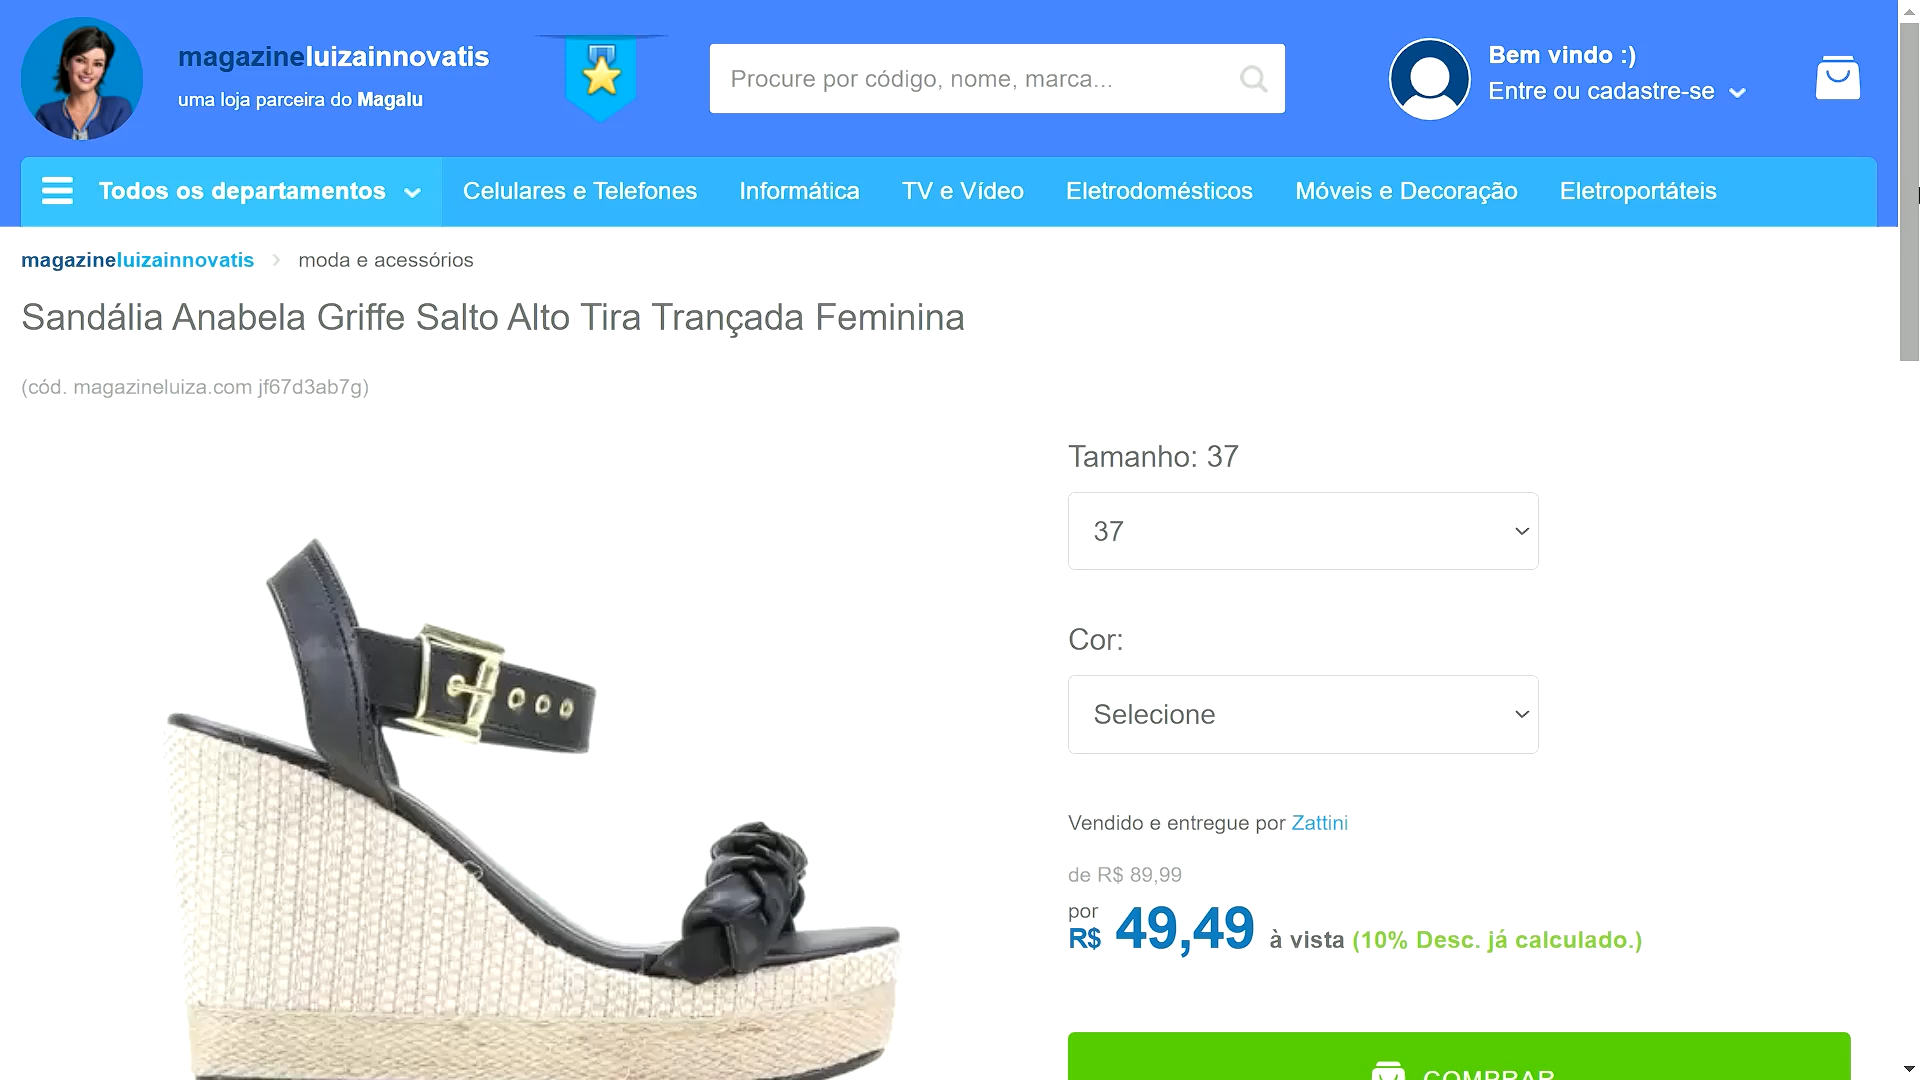 magazineluizainnovatis
uma loja parceira do Magalu
Procure por código, nome, marca...
Bem vindo :)
Entre ou cadastre-se
Todos os departamentos
Celulares e Telefones
Informática
TV e Vídeo
Eletrodomésticos
Móveis e Decoração
Eletroportáteis
magazineluizainnovatis
moda e acessórios
Sandália Anabela Griffe Salto Alto Tira Trançada Feminina
(cód. magazineluiza.com jf67d3ab7g)
Tamanho: 37
37
Cor:
Selecione
Vendido e entregue por Zattini
de R$ 89,99
por
R$ 49,49 à vista (10% Desc. já calculado.)
COMPRAR